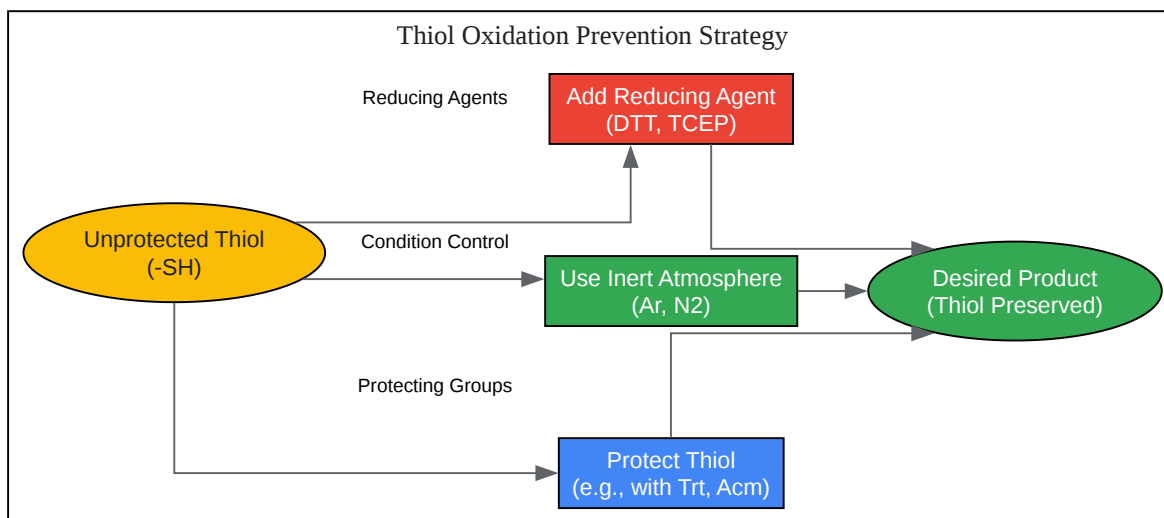 Thiol Oxidation Prevention Strategy
Reducing Agents
Add Reducing Agent
(DTT, TCEP)
Unprotected Thiol
(-SH)
Condition Control
Use Inert Atmosphere
(Ar, N2)
Desired Product
(Thiol Preserved)
Protecting Groups
Protect Thiol
(e.g., with Trt, Acm)